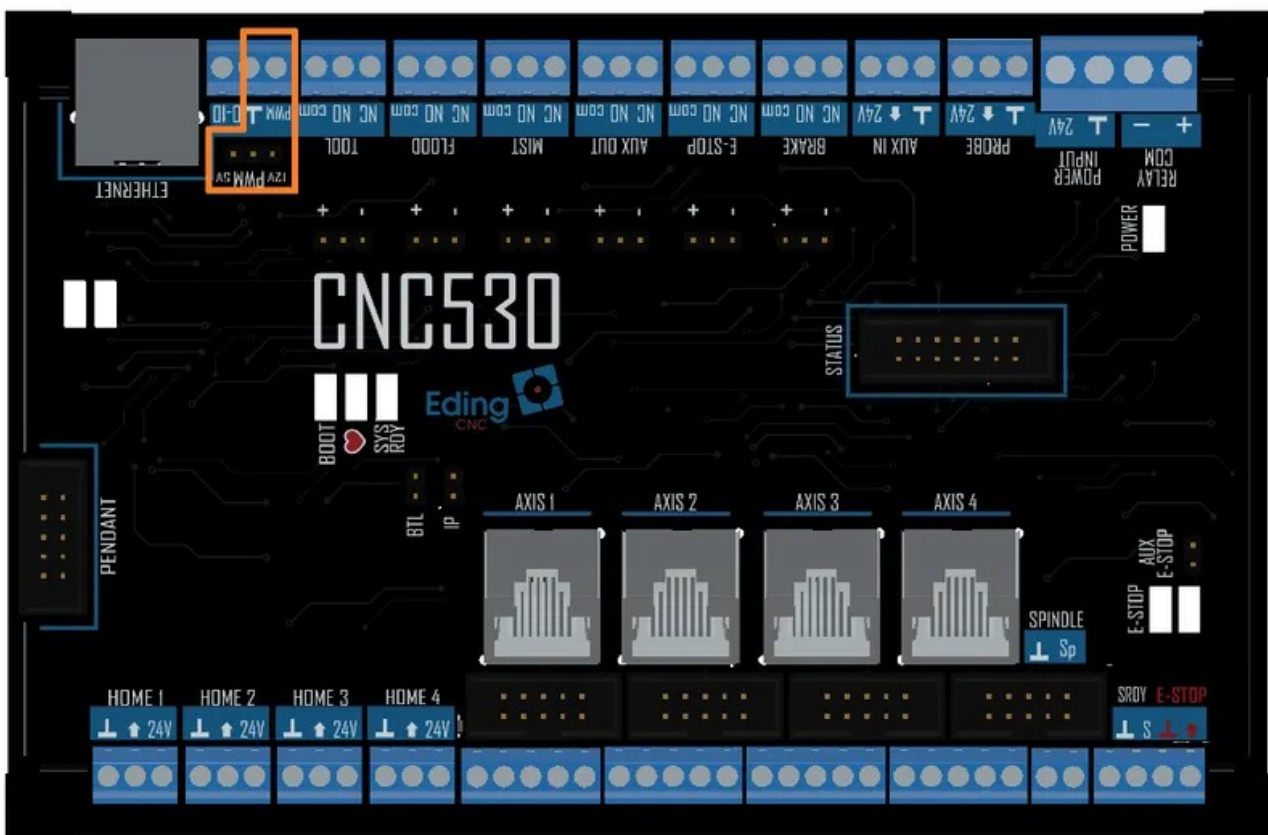 0-10 PWM
com NO NC
com NO NC
com NO NC
com NO NC
com NO NC
com NO NC
24V
24V
24V
- +
TOOL
FLOOD
MIST
AUX OUT
E-STOP
BRAKE
AUX IN
PROBE
POWER INPUT
RELAY COM
ETHERNET
5V PWM 12V
+ -
+ -
+ -
+ -
+ -
+ -
POWER
CNC530
STATUS
Eding
CNC
BOOT
SYS RDY
BTL
IP
PENDANT
AXIS 1
AXIS 2
AXIS 3
AXIS 4
AUX E-STOP
E-STOP
SPINDLE
Sp
HOME 1
HOME 2
HOME 3
HOME 4
24V
24V
24V
24V
SRDY E-STOP
S